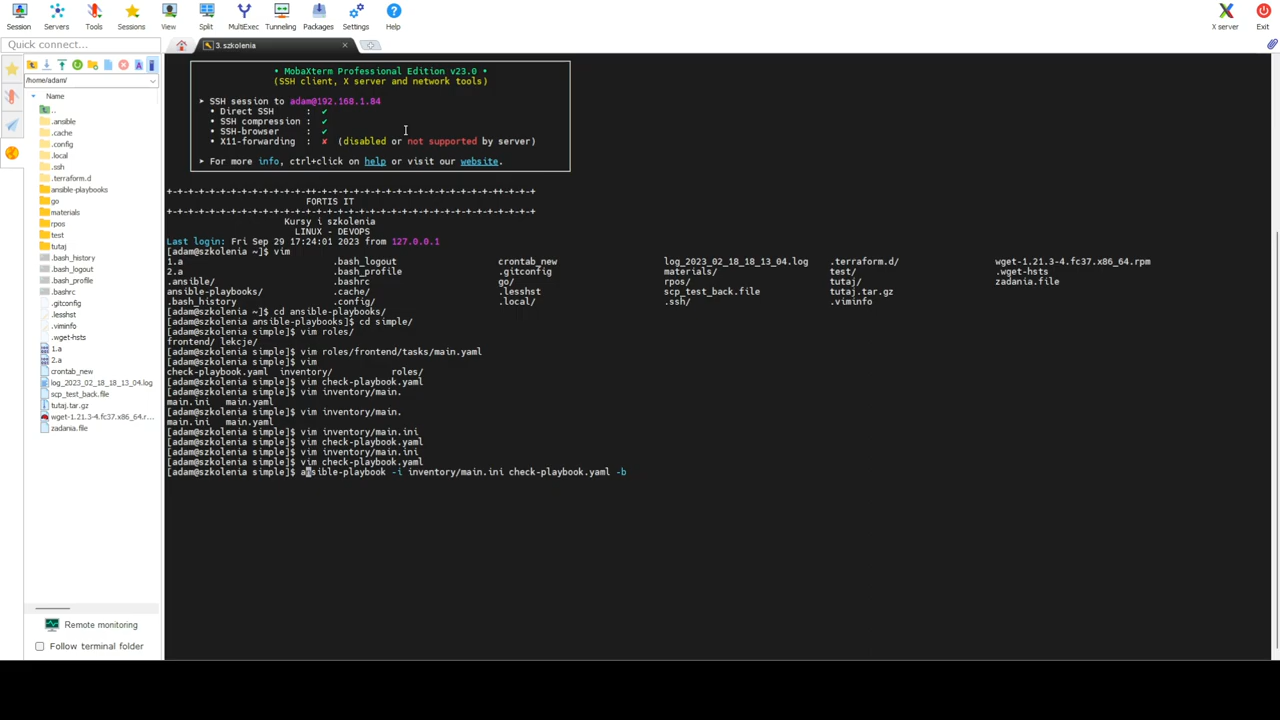 Session Servers Tools Sessions View Split MultiExec Tunneling Packages Settings Help X server Exit
Quick connect...
3. szkolenia
/home/adam/
Name
..
.ansible
.cache
.config
.local
.ssh
.terraform.d
ansible-playbooks
go
materials
rpos
test
tutaj
.bash_history
.bash_logout
.bash_profile
.bashrc
.gitconfig
.lesshst
.viminfo
.wget-hsts
1.a
2.a
crontab_new
log_2023_02_18_18_13_04.log
scp_test_back.file
tutaj.tar.gz
wget-1.21.3-4.fc37.x86_64.r...
zadania.file
Remote monitoring
Follow terminal folder
• MobaXterm Professional Edition v23.0 •
(SSH client, X server and network tools)
➤ SSH session to adam@192.168.1.84
• Direct SSH : ✔
• SSH compression : ✔
• SSH-browser : ✔
• X11-forwarding : ✘ (disabled or not supported by server)
➤ For more info, ctrl+click on help or visit our website.
+-+-+-+-+-+-+-+-+-+-+-+-+-+-++-+-+-+-+-+-+-+-++-+-+-+-+-+-+
FORTIS IT
+-+-+-+-+-+-+-+-+-+-+-+-+-+-++-+-+-+-+-+-+-+-++-+-+-+-+-+-+
Kursy i szkolenia
LINUX - DEVOPS
Last login: Fri Sep 29 17:24:01 2023 from 127.0.0.1
[adam@szkolenia ~]$ vim
1.a .bash_logout crontab_new log_2023_02_18_18_13_04.log .terraform.d/ wget-1.21.3-4.fc37.x86_64.rpm
2.a .bash_profile .gitconfig materials/ test/ .wget-hsts
.ansible/ .bashrc go/ rpos/ tutaj/ zadania.file
ansible-playbooks/ .cache/ .lesshst scp_test_back.file tutaj.tar.gz
.bash_history .config/ .local/ .ssh/ .viminfo
[adam@szkolenia ~]$ cd ansible-playbooks/
[adam@szkolenia ansible-playbooks]$ cd simple/
[adam@szkolenia simple]$ vim roles/
frontend/ lekcje/
[adam@szkolenia simple]$ vim roles/frontend/tasks/main.yaml
[adam@szkolenia simple]$ vim
check-playbook.yaml inventory/ roles/
[adam@szkolenia simple]$ vim check-playbook.yaml
[adam@szkolenia simple]$ vim inventory/main.
main.ini main.yaml
[adam@szkolenia simple]$ vim inventory/main.
main.ini main.yaml
[adam@szkolenia simple]$ vim inventory/main.ini
[adam@szkolenia simple]$ vim check-playbook.yaml
[adam@szkolenia simple]$ vim inventory/main.ini
[adam@szkolenia simple]$ vim check-playbook.yaml
[adam@szkolenia simple]$ ansible-playbook -i inventory/main.ini check-playbook.yaml -b